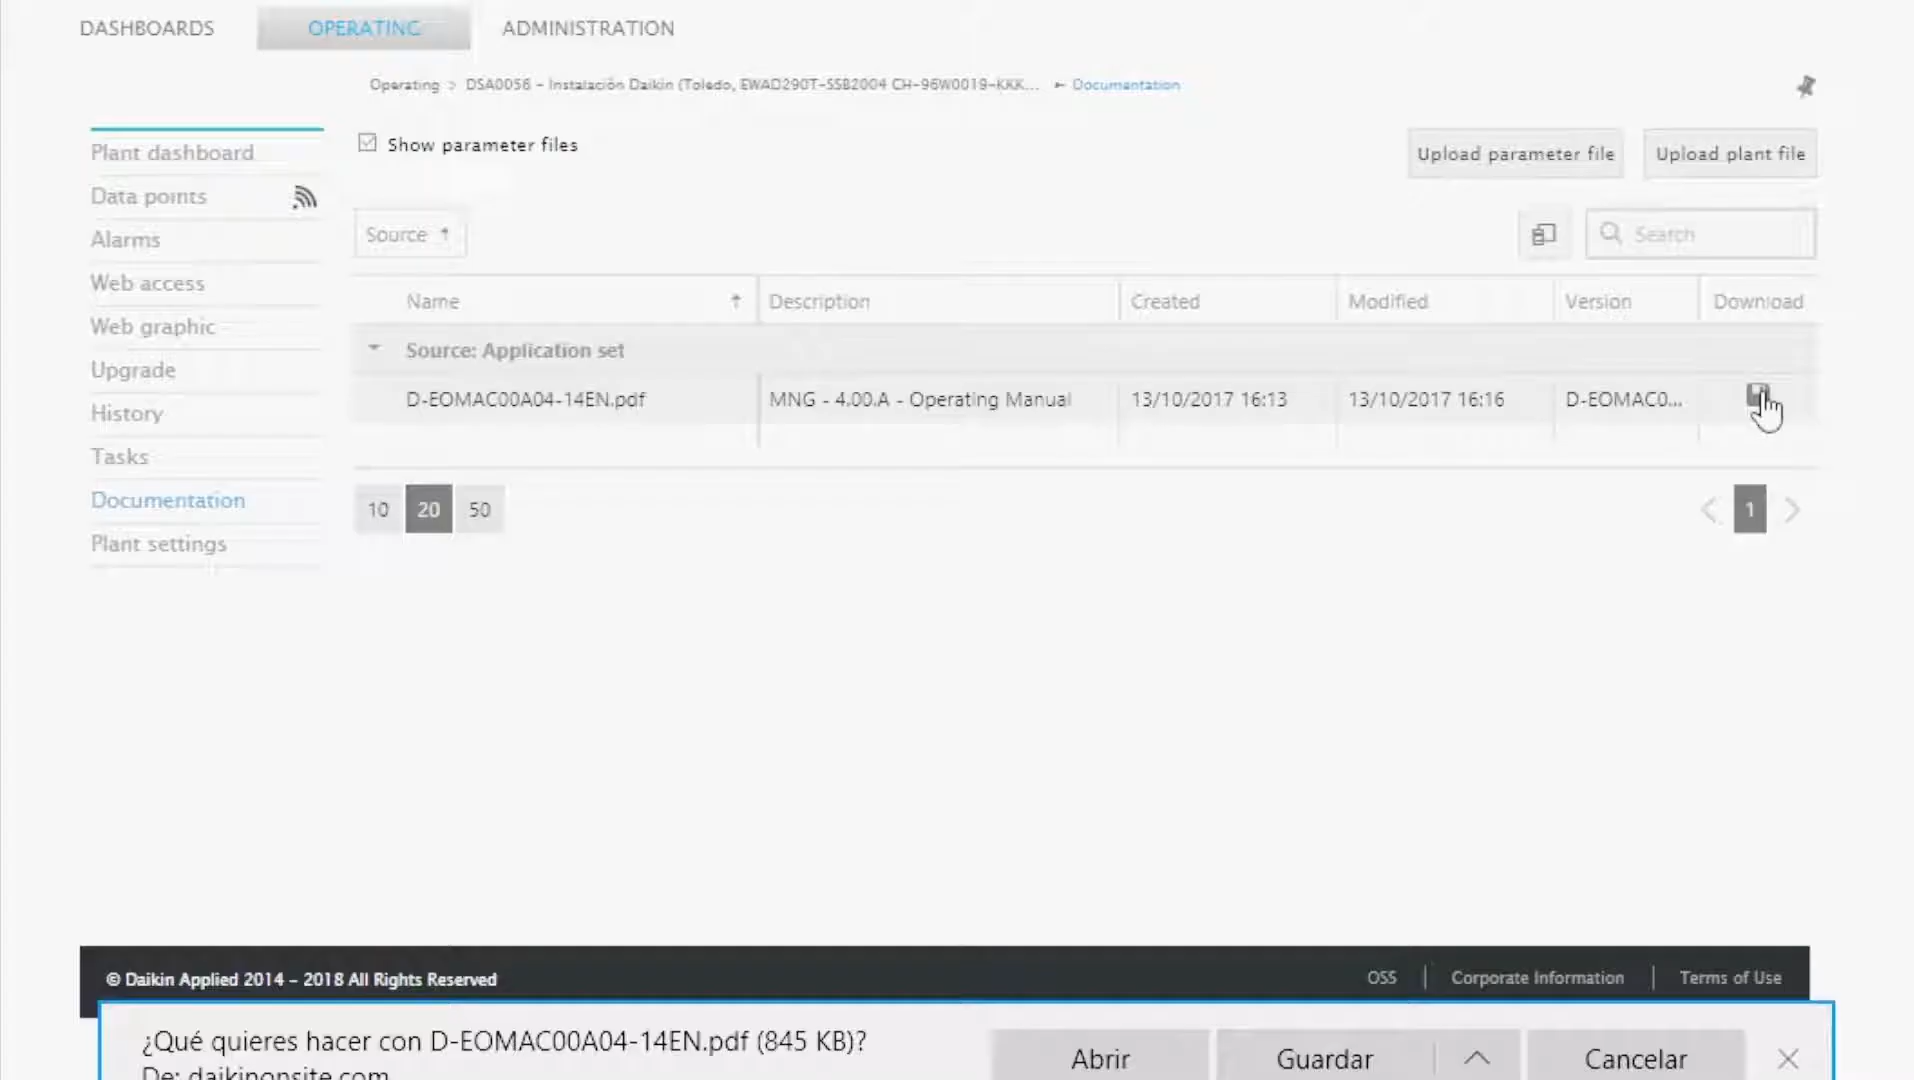 DASHBOARDS OPERATING ADMINISTRATION
Operating > DSA0056 - Instalación Daikin (Toledo, EWAD290T-SSB2004 CH-96W0019-KKK... Documentation
Plant dashboard
Show parameter files
Upload parameter file
Upload plant file
Data points
Alarms
Source ↑
Search
Web access
Name ↑ Description Created Modified Version Download
Web graphic
Source: Application set
Upgrade
D-EOMAC00A04-14EN.pdf MNG - 4.00.A - Operating Manual 13/10/2017 16:13 13/10/2017 16:16 D-EOMAC0...
History
Tasks
Documentation
10 20 50
1
Plant settings
© Daikin Applied 2014 - 2018 All Rights Reserved
OSS | Corporate Information | Terms of Use
¿Qué quieres hacer con D-EOMAC00A04-14EN.pdf (845 KB)?
De: daikinonsite.com
Abrir
Guardar
Cancelar